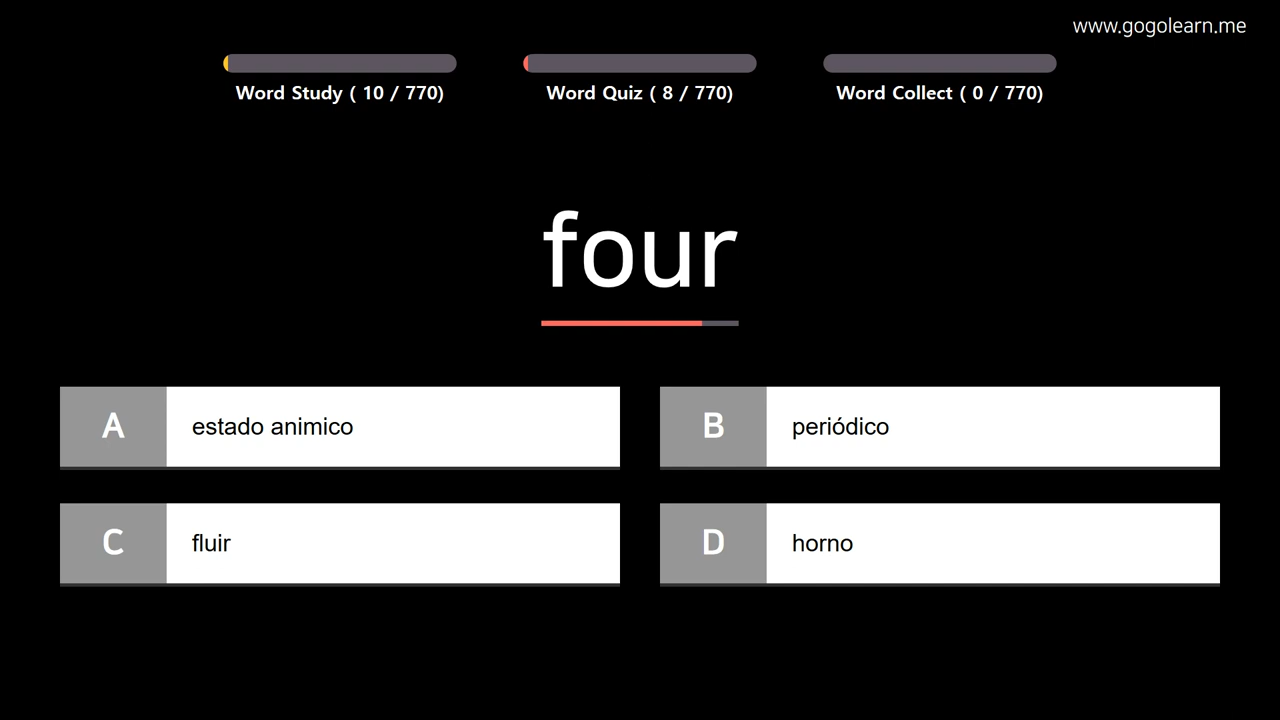 www.gogolearn.me
Word Study ( 10 / 770)
Word Quiz ( 8 / 770)
Word Collect ( 0 / 770)
four
A estado animico
B periódico
C fluir
D horno